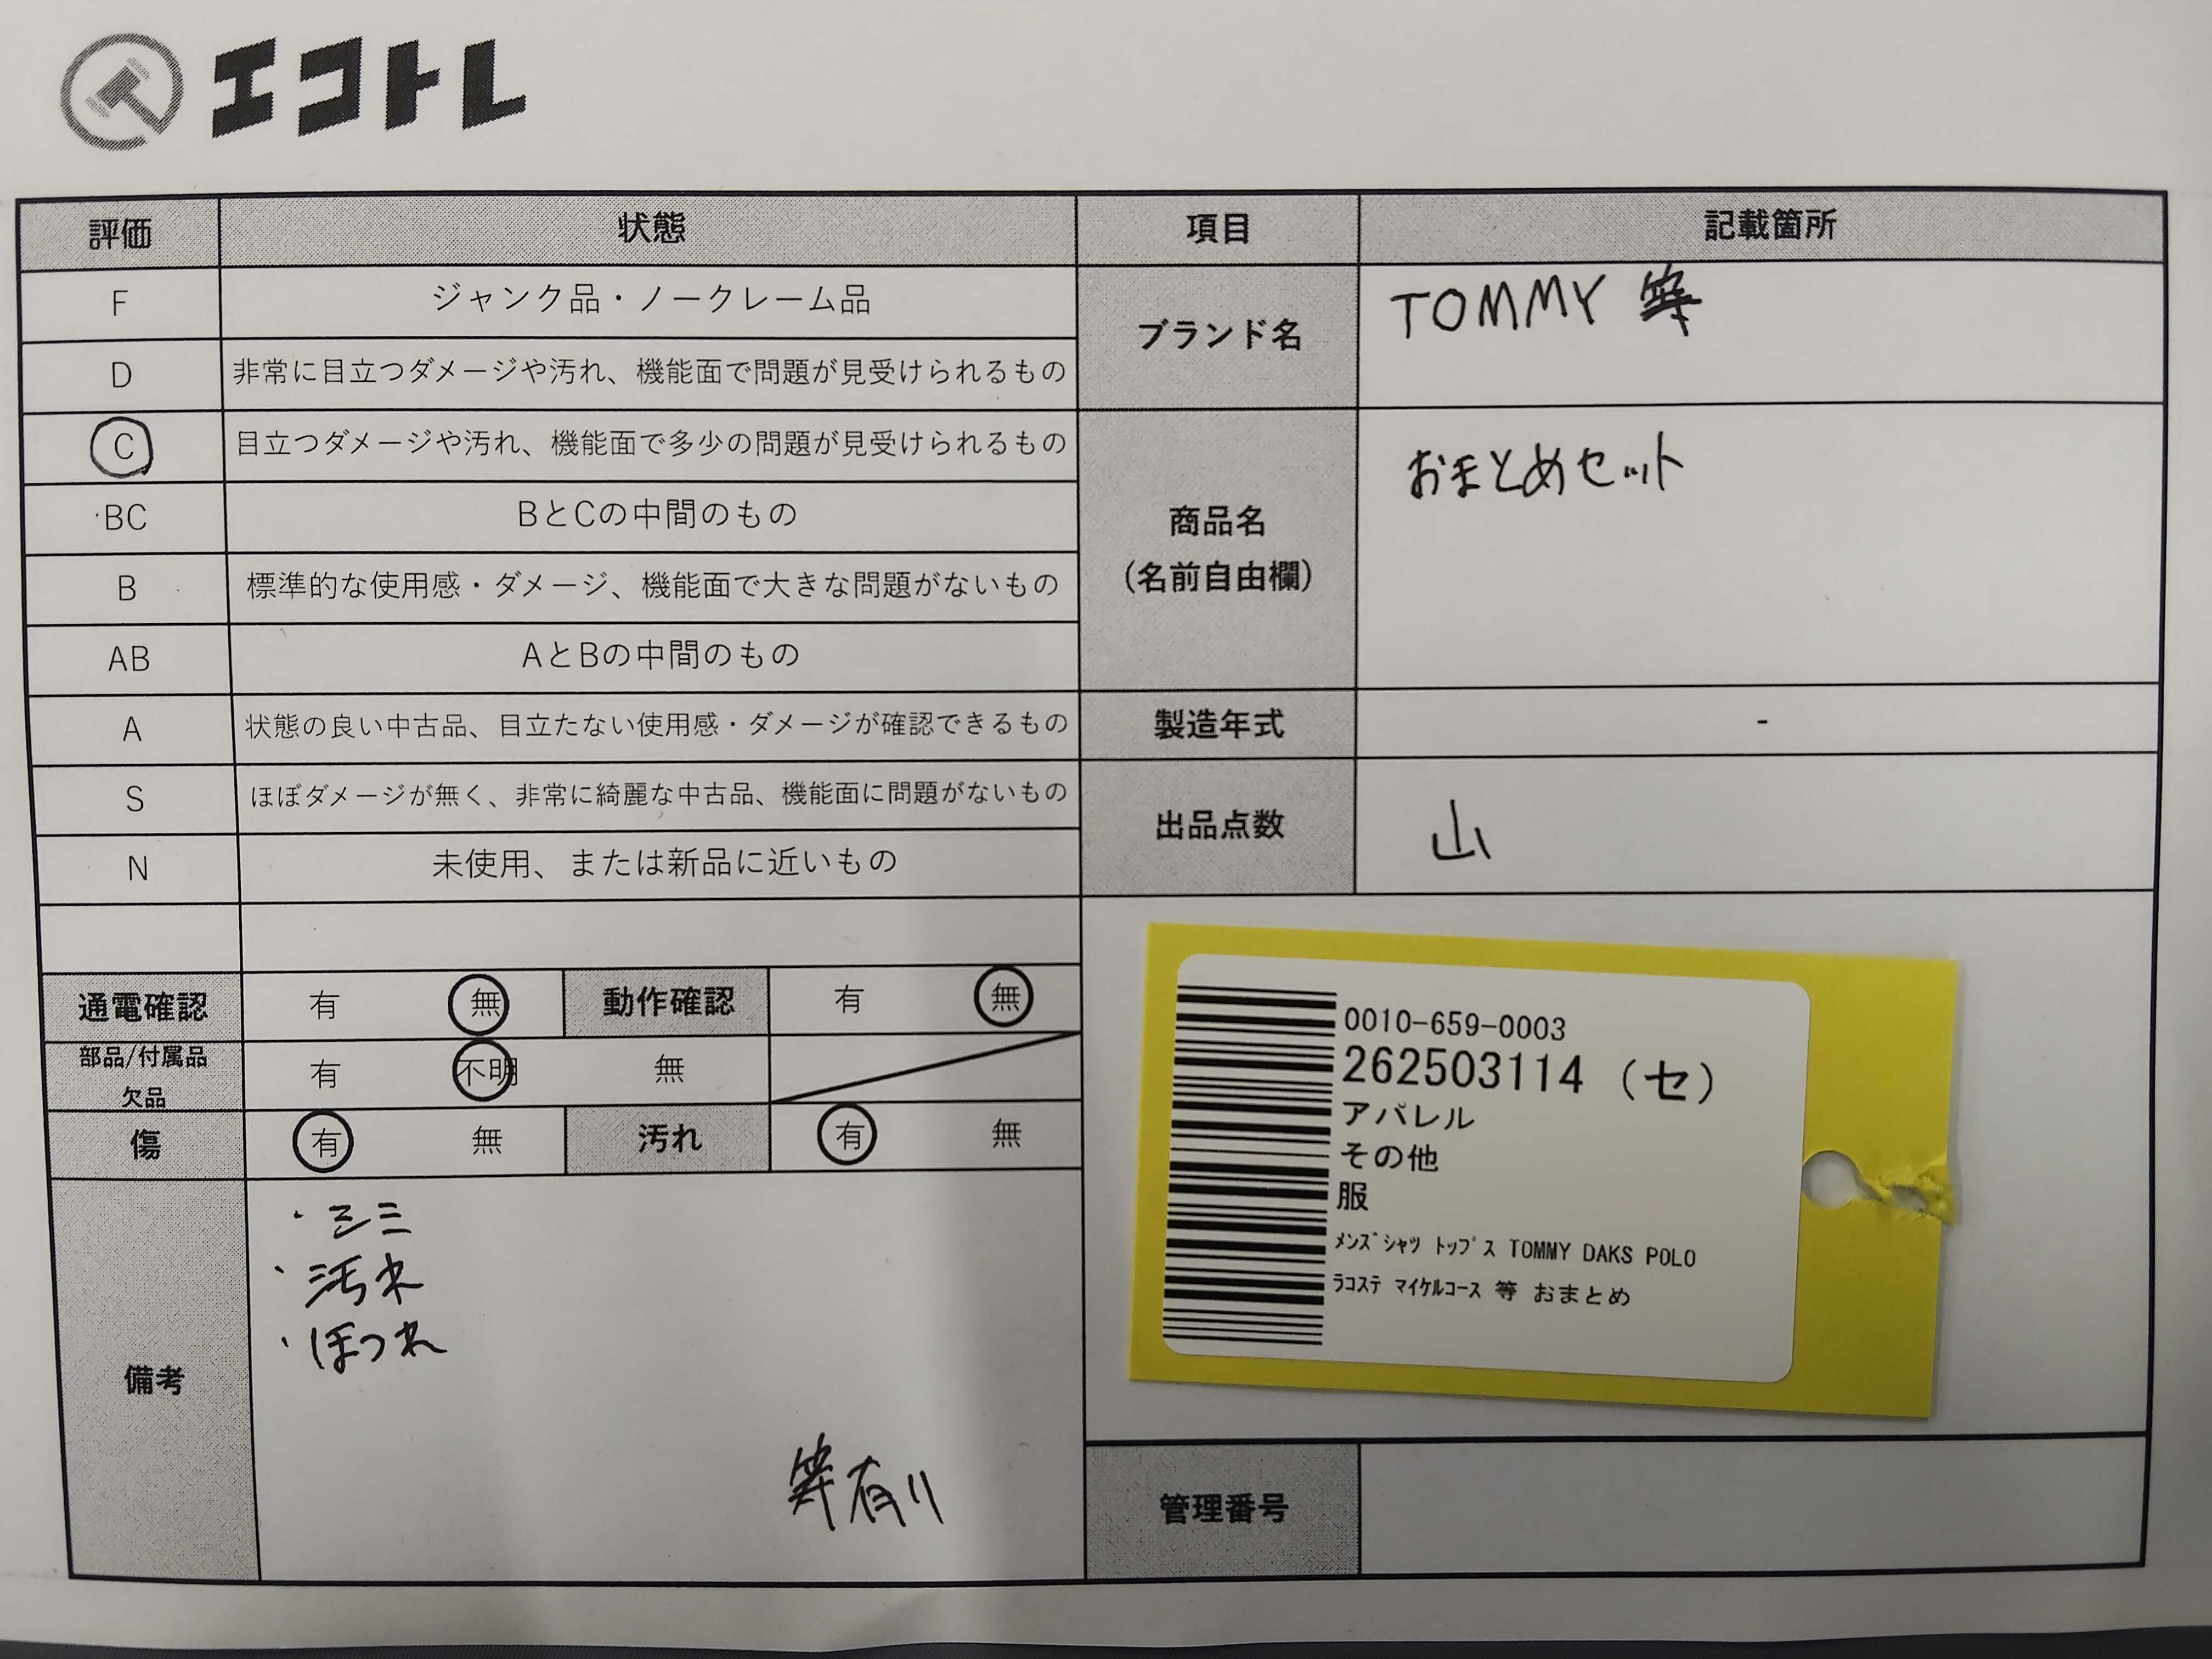 エコトレ
評価 状態 項目 記載箇所
F ジャンク品・ノークレーム品
D 非常に目立つダメージや汚れ、機能面で問題が見受けられるもの
C 目立つダメージや汚れ、機能面で多少の問題が見受けられるもの
BC BとCの中間のもの
B 標準的な使用感・ダメージ、機能面で大きな問題がないもの
AB AとBの中間のもの
A 状態の良い中古品、目立たない使用感・ダメージが確認できるもの
S ほぼダメージが無く、非常に綺麗な中古品、機能面に問題がないもの
N 未使用、または新品に近いもの
ブランド名 TOMMY 等
商品名
(名前自由欄)
おまとめセット
製造年式 -
出品点数 山
通電確認 有 無 動作確認 有 無
部品/付属品
欠品
有 不明 無
傷 有 無 汚れ 有 無
備考
・シミ
・汚れ
・ほつれ
等有り
0010-659-0003
262503114 (セ)
アパレル
その他
服
メンズシャツ トップス TOMMY DAKS POLO
ラコステ マイケルコース 等 おまとめ
管理番号